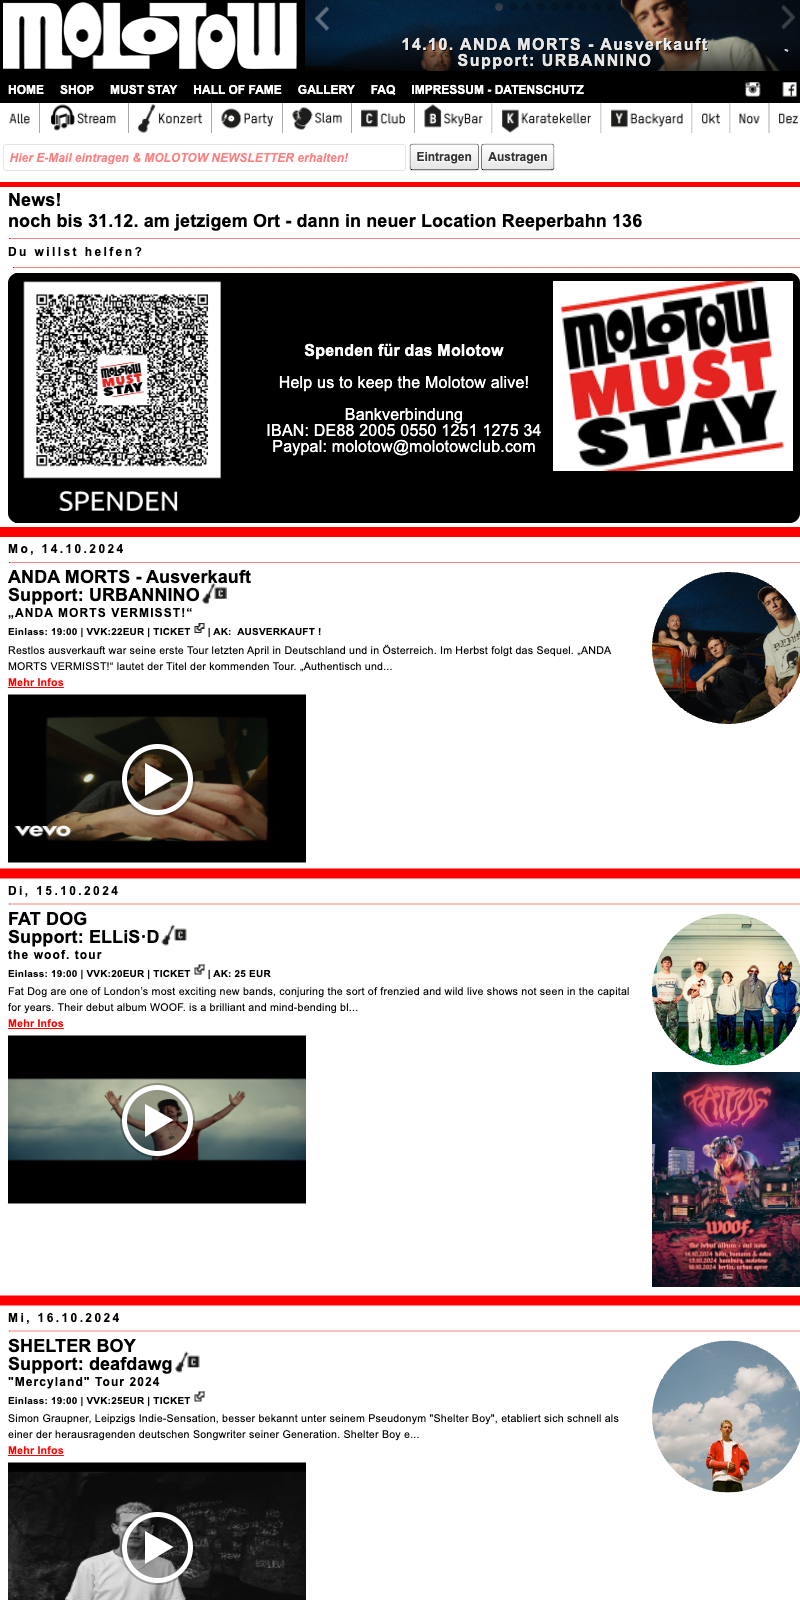 MOLOTOW
14.10. ANDA MORTS - Ausverkauft
Support: URBANNINO
HOME SHOP MUST STAY HALL OF FAME GALLERY FAQ IMPRESSUM - DATENSCHUTZ
Alle Stream Konzert Party Slam C Club B SkyBar K Karatekeller Y Backyard Okt Nov Dez
Hier E-Mail eintragen & MOLOTOW NEWSLETTER erhalten! Eintragen Austragen
News!
noch bis 31.12. am jetzigem Ort - dann in neuer Location Reeperbahn 136
Du willst helfen?
MOLOTOW
MUST
STAY
SPENDEN
Spenden für das Molotow
Help us to keep the Molotow alive!
Bankverbindung
IBAN: DE88 2005 0550 1251 1275 34
Paypal: molotow@molotowclub.com
MOLOTOW
MUST
STAY
Mo, 14.10.2024
ANDA MORTS - Ausverkauft
Support: URBANNINO C
„ANDA MORTS VERMISST!“
Einlass: 19:00 | VVK:22EUR | TICKET | AK: AUSVERKAUFT !
Restlos ausverkauft war seine erste Tour letzten April in Deutschland und in Österreich. Im Herbst folgt das Sequel. „ANDA
MORTS VERMISST!“ lautet der Titel der kommenden Tour. „Authentisch und...
Mehr Infos
vevo
Di, 15.10.2024
FAT DOG
Support: ELLiS·D C
the woof. tour
Einlass: 19:00 | VVK:20EUR | TICKET | AK: 25 EUR
Fat Dog are one of London’s most exciting new bands, conjuring the sort of frenzied and wild live shows not seen in the capital
for years. Their debut album WOOF. is a brilliant and mind-bending bl...
Mehr Infos
FAT DOG
woof.
the debut album - out now
Mi, 16.10.2024
SHELTER BOY
Support: deafdawg C
"Mercyland" Tour 2024
Einlass: 19:00 | VVK:25EUR | TICKET
Simon Graupner, Leipzigs Indie-Sensation, besser bekannt unter seinem Pseudonym "Shelter Boy", etabliert sich schnell als
einer der herausragenden deutschen Songwriter seiner Generation. Shelter Boy e...
Mehr Infos